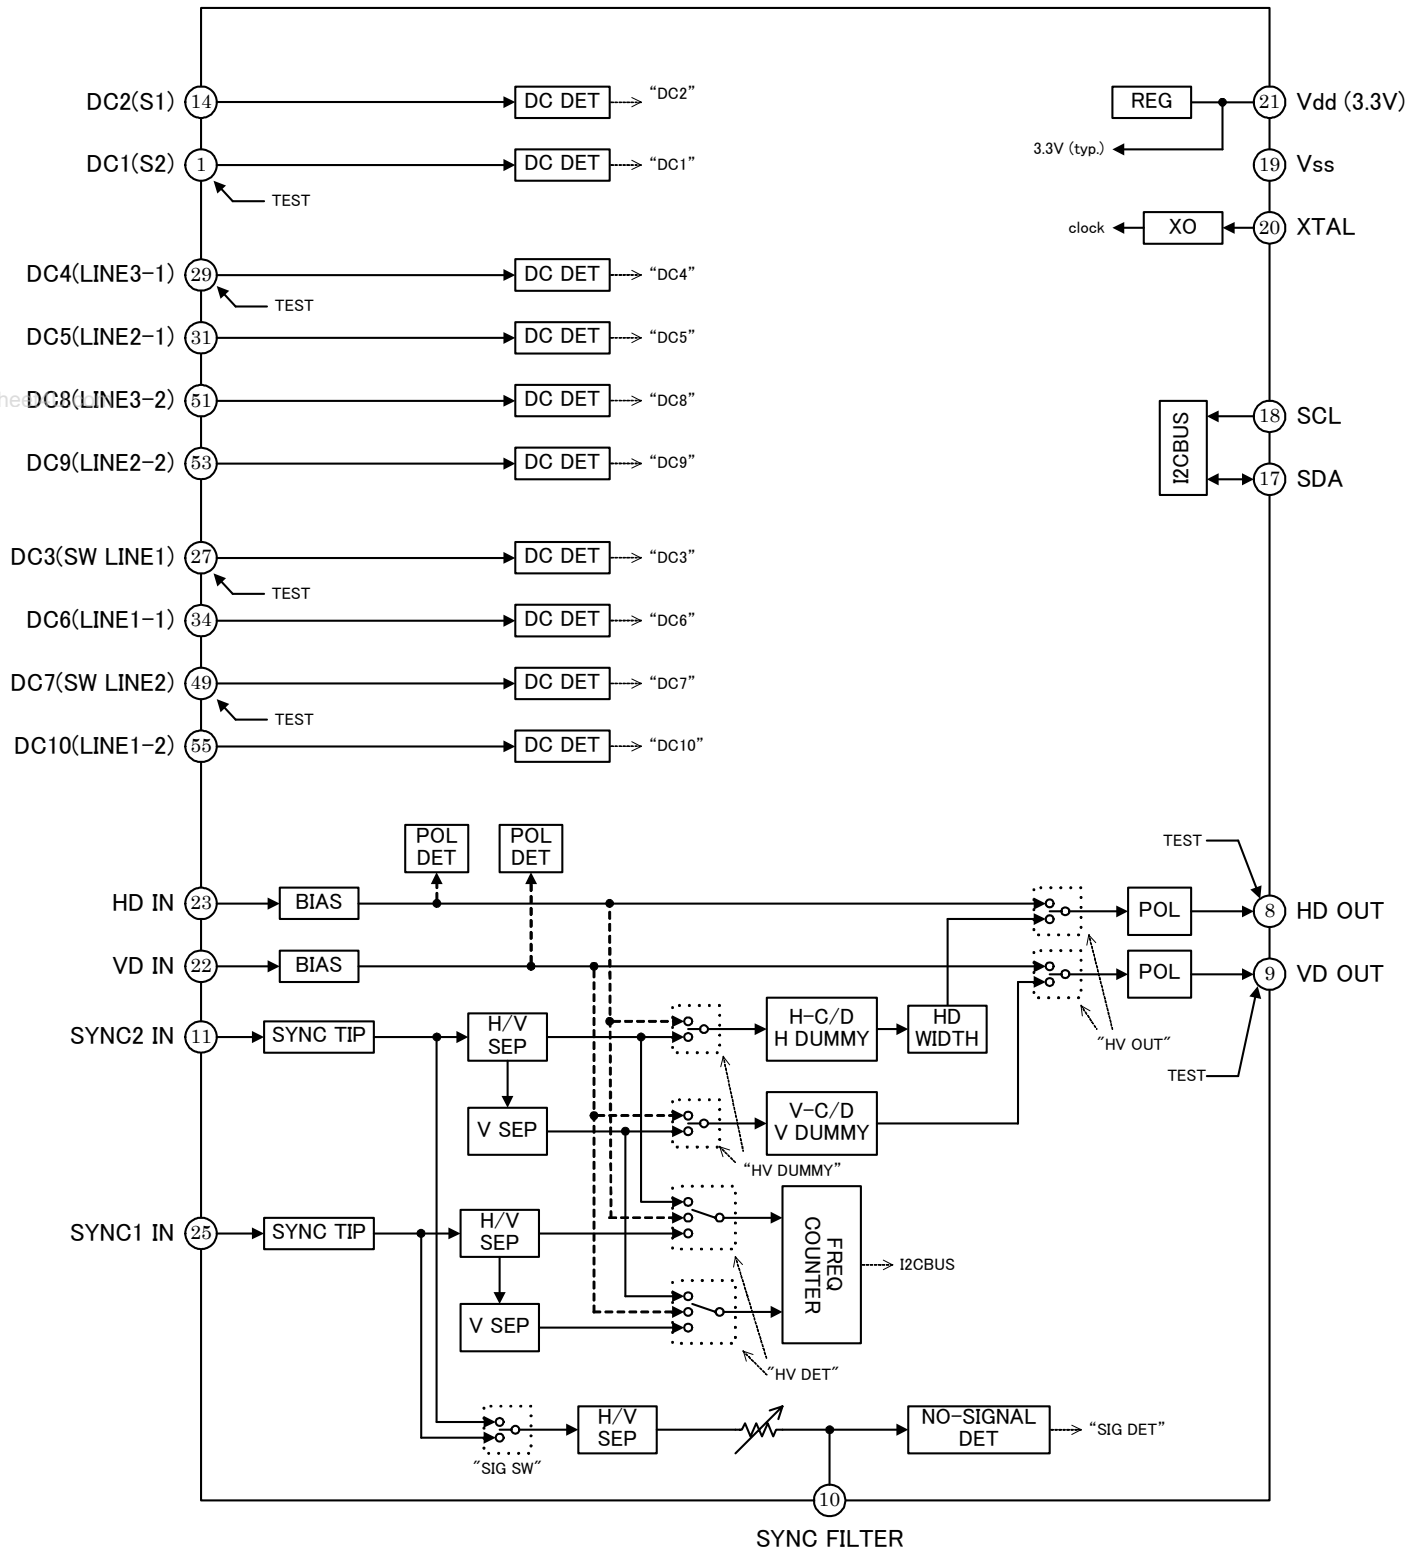 DC2(S1) 14 DC DET "DC2"
REG 21 Vdd (3.3V)
3.3V (typ.)
DC1(S2) 1 DC DET "DC1"
19 Vss
TEST
clock XO 20 XTAL
DC4(LINE3-1) 29 DC DET "DC4"
TEST
DC5(LINE2-1) 31 DC DET "DC5"
DC8(LINE3-2) 51 DC DET "DC8"
I2CBUS
18 SCL
DC9(LINE2-2) 53 DC DET "DC9"
17 SDA
DC3(SW LINE1) 27 DC DET "DC3"
TEST
DC6(LINE1-1) 34 DC DET "DC6"
DC7(SW LINE2) 49 DC DET "DC7"
TEST
DC10(LINE1-2) 55 DC DET "DC10"
POL
DET
POL
DET
TEST
HD IN 23 BIAS
POL 8 HD OUT
VD IN 22 BIAS
POL 9 VD OUT
SYNC2 IN 11 SYNC TIP
H/V
SEP
H-C/D
H DUMMY
HD
WIDTH
"HV OUT"
TEST
V SEP
V-C/D
V DUMMY
"HV DUMMY"
SYNC1 IN 25 SYNC TIP
H/V
SEP
FREQ
COUNTER
I2CBUS
V SEP
"HV DET"
"SIG SW"
H/V
SEP
NO-SIGNAL
DET
"SIG DET"
10
SYNC FILTER